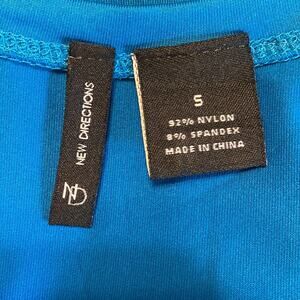 NEW DIRECTIONS
ND
S
92% NYLON
8% SPANDEX
MADE IN CHINA